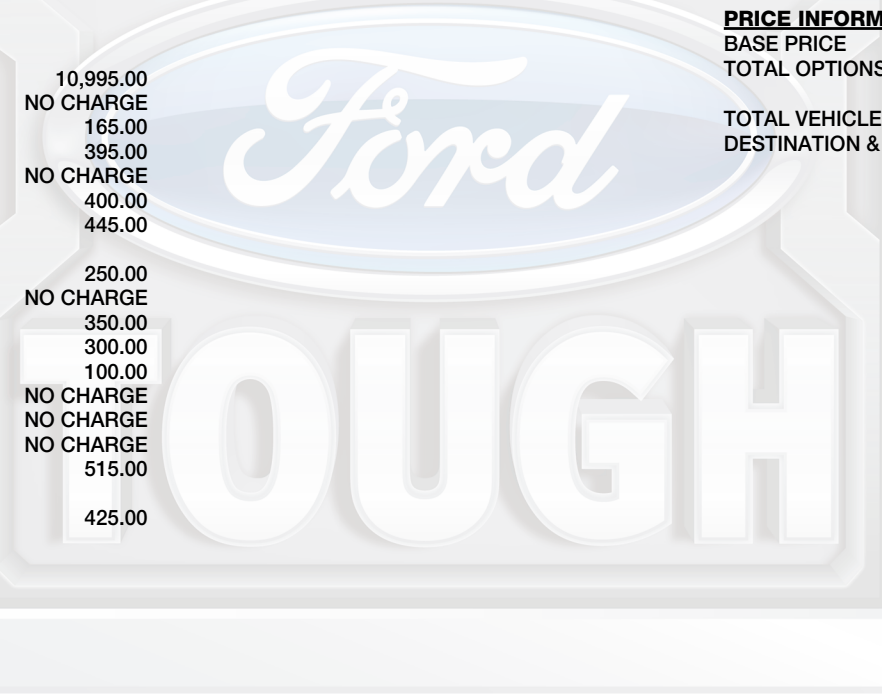 10,995.00
NO CHARGE
165.00
395.00
NO CHARGE
400.00
445.00
250.00
NO CHARGE
350.00
300.00
100.00
NO CHARGE
NO CHARGE
NO CHARGE
515.00
425.00
PRICE INFORM
BASE PRICE
TOTAL OPTIONS
TOTAL VEHICLE
DESTINATION &
Ford
TOUGH